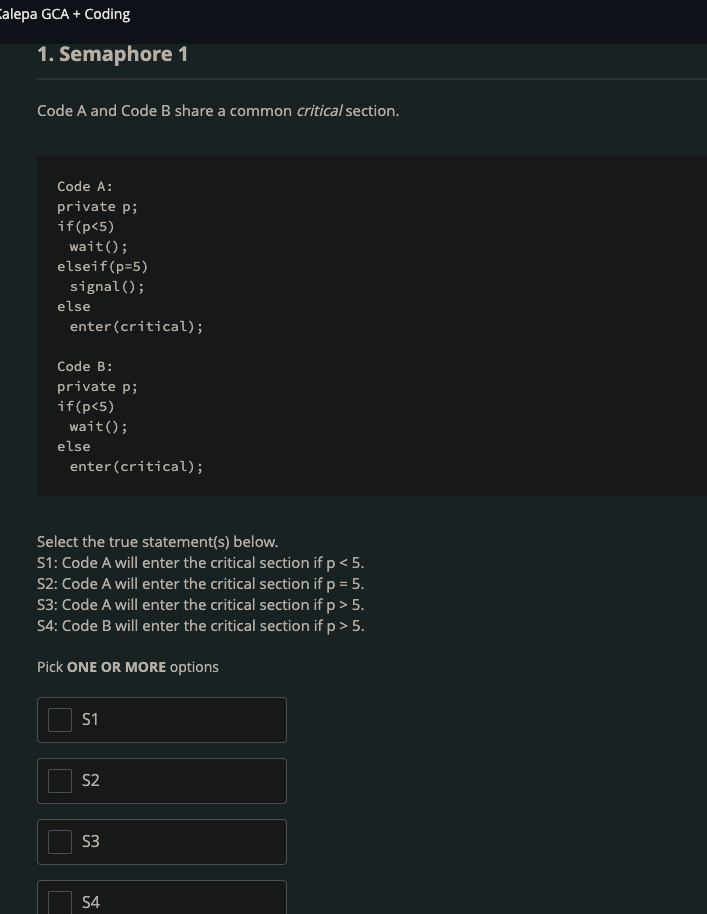 Kalepa GCA + Coding
1. Semaphore 1
Code A and Code B share a common critical section.
Code A:
private p;
if(p<5)
wait();
elseif(p=5)
signal();
else
enter(critical);
Code B:
private p;
if(p<5)
wait();
else
enter(critical);
Select the true statement(s) below.
S1: Code A will enter the critical section if p < 5.
S2: Code A will enter the critical section if p = 5.
S3: Code A will enter the critical section if p > 5.
S4: Code B will enter the critical section if p > 5.
Pick ONE OR MORE options
S1
S2
S3
S4